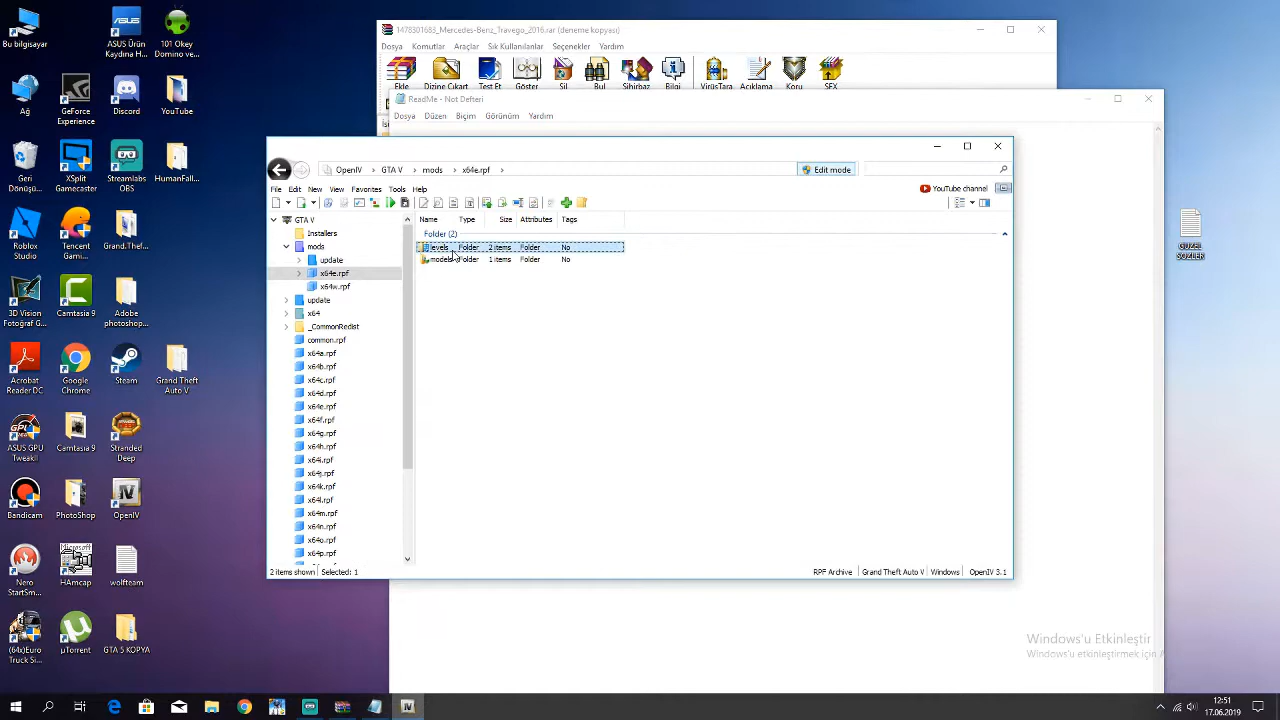 Bu bilgisayar
ASUS Ürün
Kaydına H...
101 Okey
Domino ve...
GeForce
Experience
Discord
YouTube
Geri
Dönüş...
XSplit
Gamecaster
Streamlabs
OBS
HumanFall...
Roblox
Studio
Teamspea...
Grand.Thef...
3D Vision
Fotograf G...
Camtasia 9
Adobe
photoshop...
Acrobat
Reader DC
Google
Chrome
Steam
Grand Theft
Auto V
ASUS GPU
TweakII
Camtasia 9
Stranded
Deep
Bandicam
PhotoShop
OpenIV
Nero
StartSm...
HAmcap
wolfteam
(x64)Euro
Truck Si...
µTorrent
GTA 5 KOPYA
GÜZEL
SÖZLER
1478301683_Mercedes-Benz_Travego_2016.rar (deneme kopyası)
Dosya Komutlar Araçlar Sık Kullanılanlar Seçenekler Yardım
Ekle Dizine Çıkart Test Et Göster Sil Bul Sihirbaz Bilgi VirüsTara Açıklama Koru SFX
ReadMe - Not Defteri
Dosya Düzen Biçim Görünüm Yardım
OpenIV GTA V mods x64e.rpf Edit mode
File Edit New View Favorites Tools Help YouTube channel
GTA V
Installers
mods
update
x64e.rpf
x64w.rpf
update
x64
_CommonRedist
common.rpf
x64a.rpf
x64b.rpf
x64c.rpf
x64d.rpf
x64e.rpf
x64f.rpf
x64g.rpf
x64h.rpf
x64i.rpf
x64j.rpf
x64k.rpf
x64l.rpf
x64m.rpf
x64n.rpf
x64o.rpf
x64p.rpf
Name Type Size Attributes Tags
Folder (2)
levels Folder 2 items Folder No
models Folder 1 items Folder No
2 items shown Selected: 1
RPF Archive Grand Theft Auto V Windows OpenIV 3.1
Windows'u Etkinleştir
Windows'u etkinleştirmek için A
12:51
17.06.2019